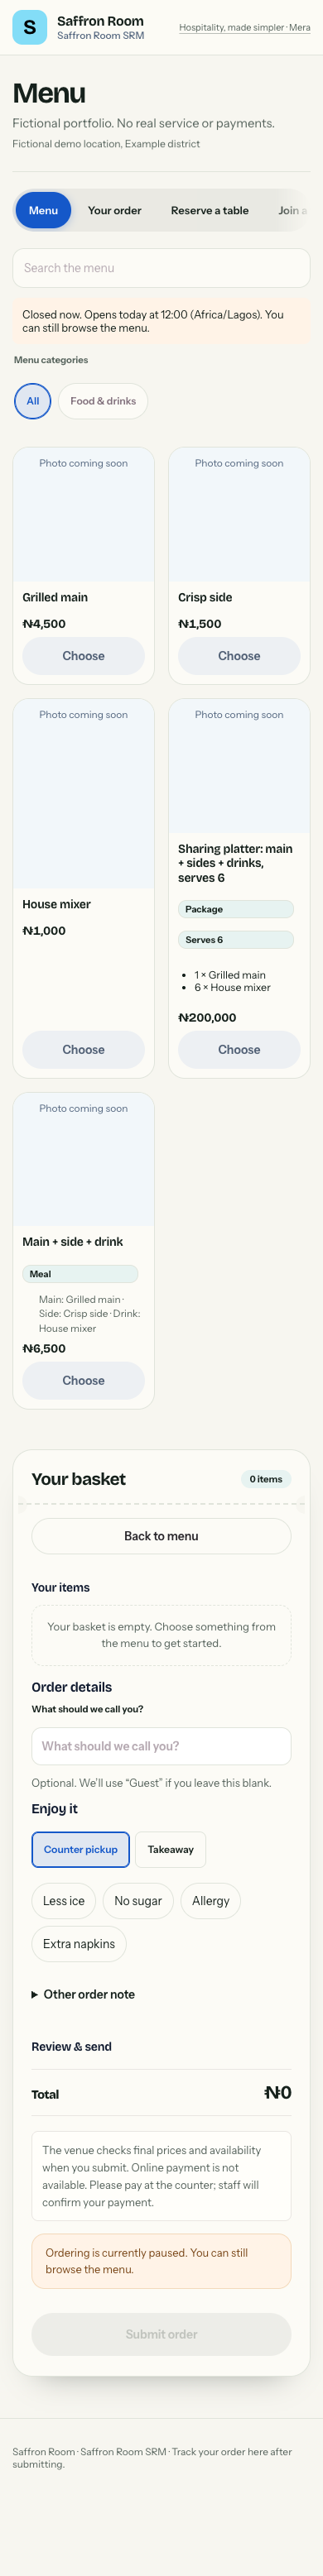 S
Saffron Room
Saffron Room SRM
Hospitality, made simpler · Mera
Menu
Fictional portfolio. No real service or payments.
Fictional demo location, Example district
Menu
Your order
Reserve a table
Join a
Search the menu
Closed now. Opens today at 12:00 (Africa/Lagos). You
can still browse the menu.
Menu categories
All
Food & drinks
Photo coming soon
Grilled main
₦4,500
Choose
Photo coming soon
Crisp side
₦1,500
Choose
Photo coming soon
House mixer
₦1,000
Choose
Photo coming soon
Sharing platter: main
+ sides + drinks,
serves 6
Package
Serves 6
• 1 × Grilled main
• 6 × House mixer
₦200,000
Choose
Photo coming soon
Main + side + drink
Meal
Main: Grilled main ·
Side: Crisp side · Drink:
House mixer
₦6,500
Choose
Your basket
0 items
Back to menu
Your items
Your basket is empty. Choose something from
the menu to get started.
Order details
What should we call you?
What should we call you?
Optional. We'll use “Guest” if you leave this blank.
Enjoy it
Counter pickup
Takeaway
Less ice
No sugar
Allergy
Extra napkins
Other order note
Review & send
Total
₦0
The venue checks final prices and availability
when you submit. Online payment is not
available. Please pay at the counter; staff will
confirm your payment.
Ordering is currently paused. You can still
browse the menu.
Submit order
Saffron Room · Saffron Room SRM · Track your order here after
submitting.